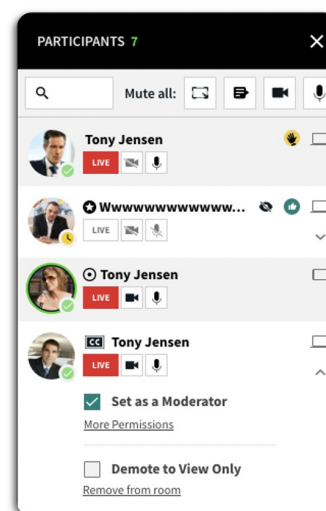 PARTICIPANTS 7
Mute all:
Tony Jensen
LIVE
Wwwwwwwwwwwww...
LIVE
Tony Jensen
LIVE
CC Tony Jensen
LIVE
Set as a Moderator
More Permissions
Demote to View Only
Remove from room